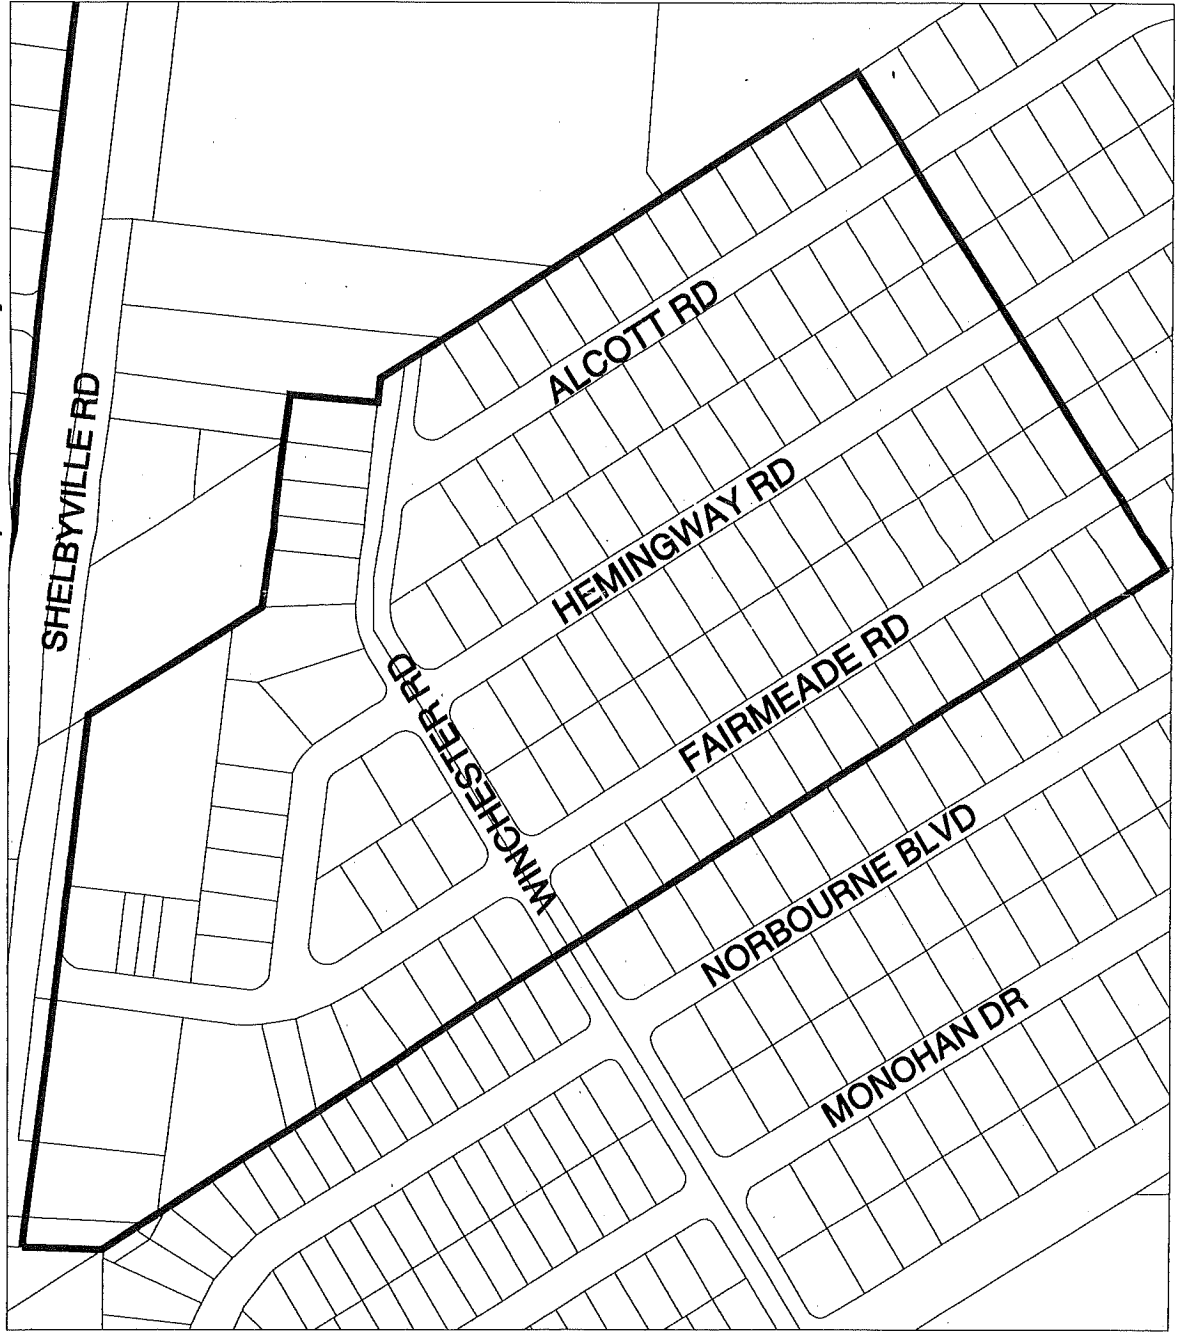 ALCOTT RD
SHELBYVILLE RD
HEMINGWAY RD
FAIRMEADE RD
WINCHESTER RD
NORBOURNE BLVD
MONOHAN DR